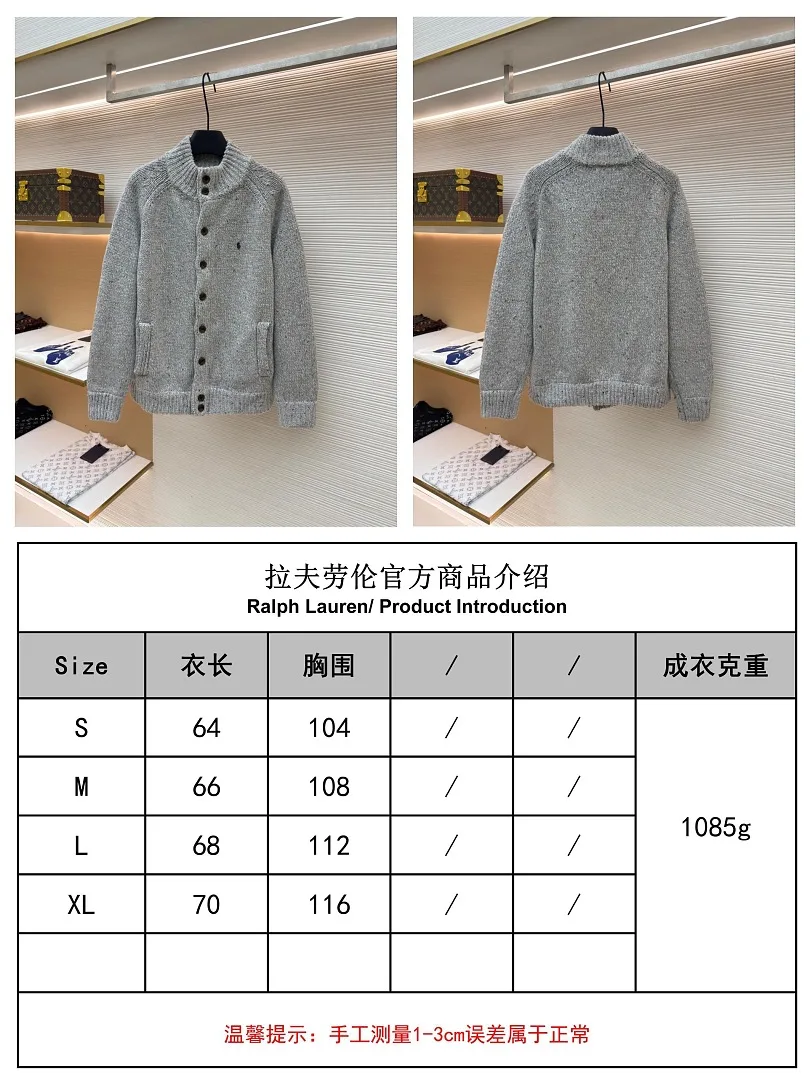 拉夫劳伦官方商品介绍
Ralph Lauren/ Product Introduction
Size 衣长 胸围 / / 成衣克重
S 64 104 / /
M 66 108 / /
1085g
L 68 112 / /
XL 70 116 / /
温馨提示：手工测量1-3cm误差属于正常